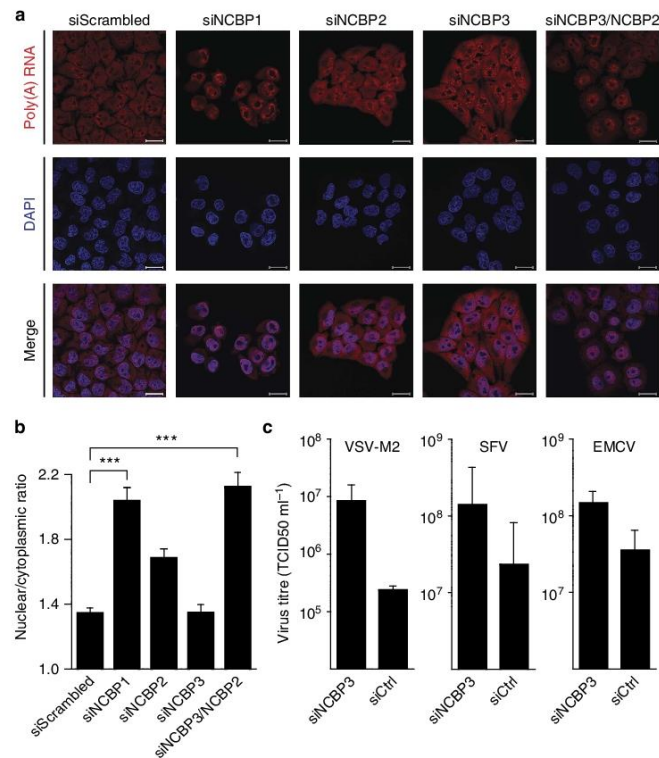 a
siScrambled siNCBP1 siNCBP2 siNCBP3 siNCBP3/NCBP2
Poly(A) RNA
DAPI
Merge
b
Nuclear/cytoplasmic ratio
2.2
1.8
1.4
1.0
***
***
siScrambled siNCBP1 siNCBP2 siNCBP3 siNCBP3/NCBP2
c
Virus titre (TCID50 ml⁻¹)
VSV-M2
10⁸
10⁷
10⁶
10⁵
siNCBP3 siCtrl
SFV
10⁹
10⁸
10⁷
siNCBP3 siCtrl
EMCV
10⁹
10⁸
10⁷
siNCBP3 siCtrl